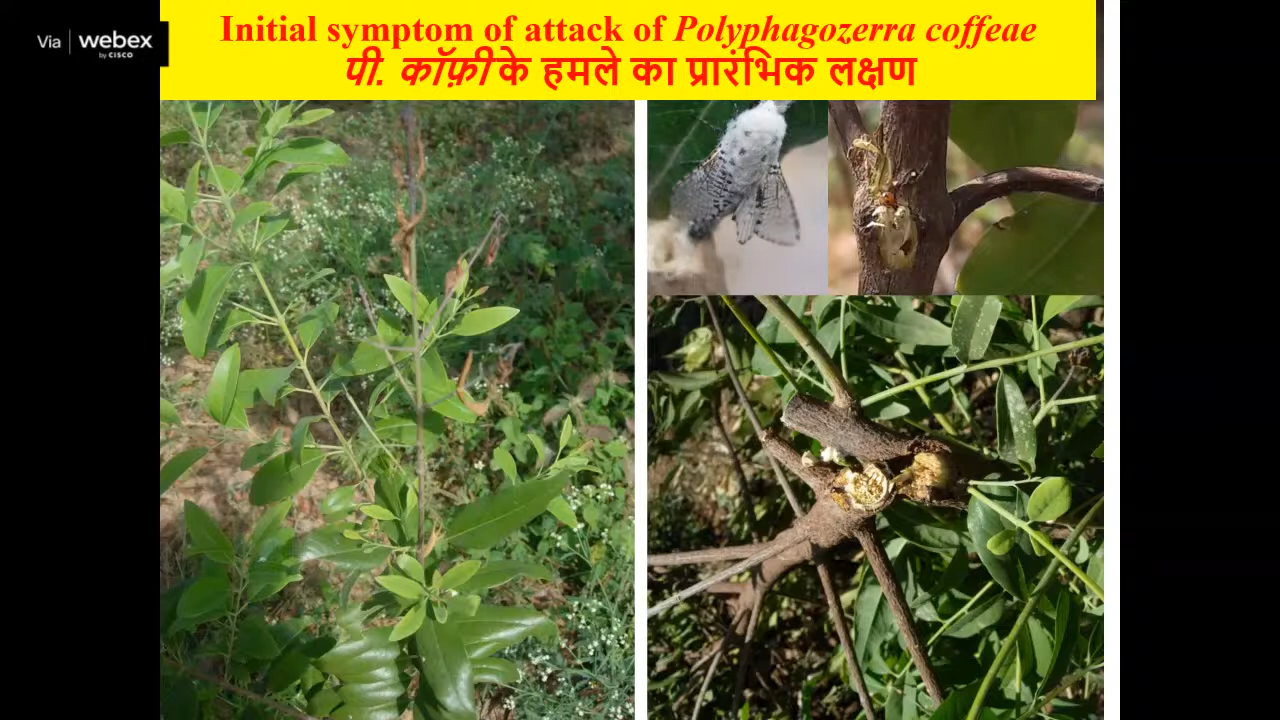 Via webex
by CISCO
Initial symptom of attack of Polyphagozerra coffeae
पी. कॉफ़ी के हमले का प्रारंभिक लक्षण